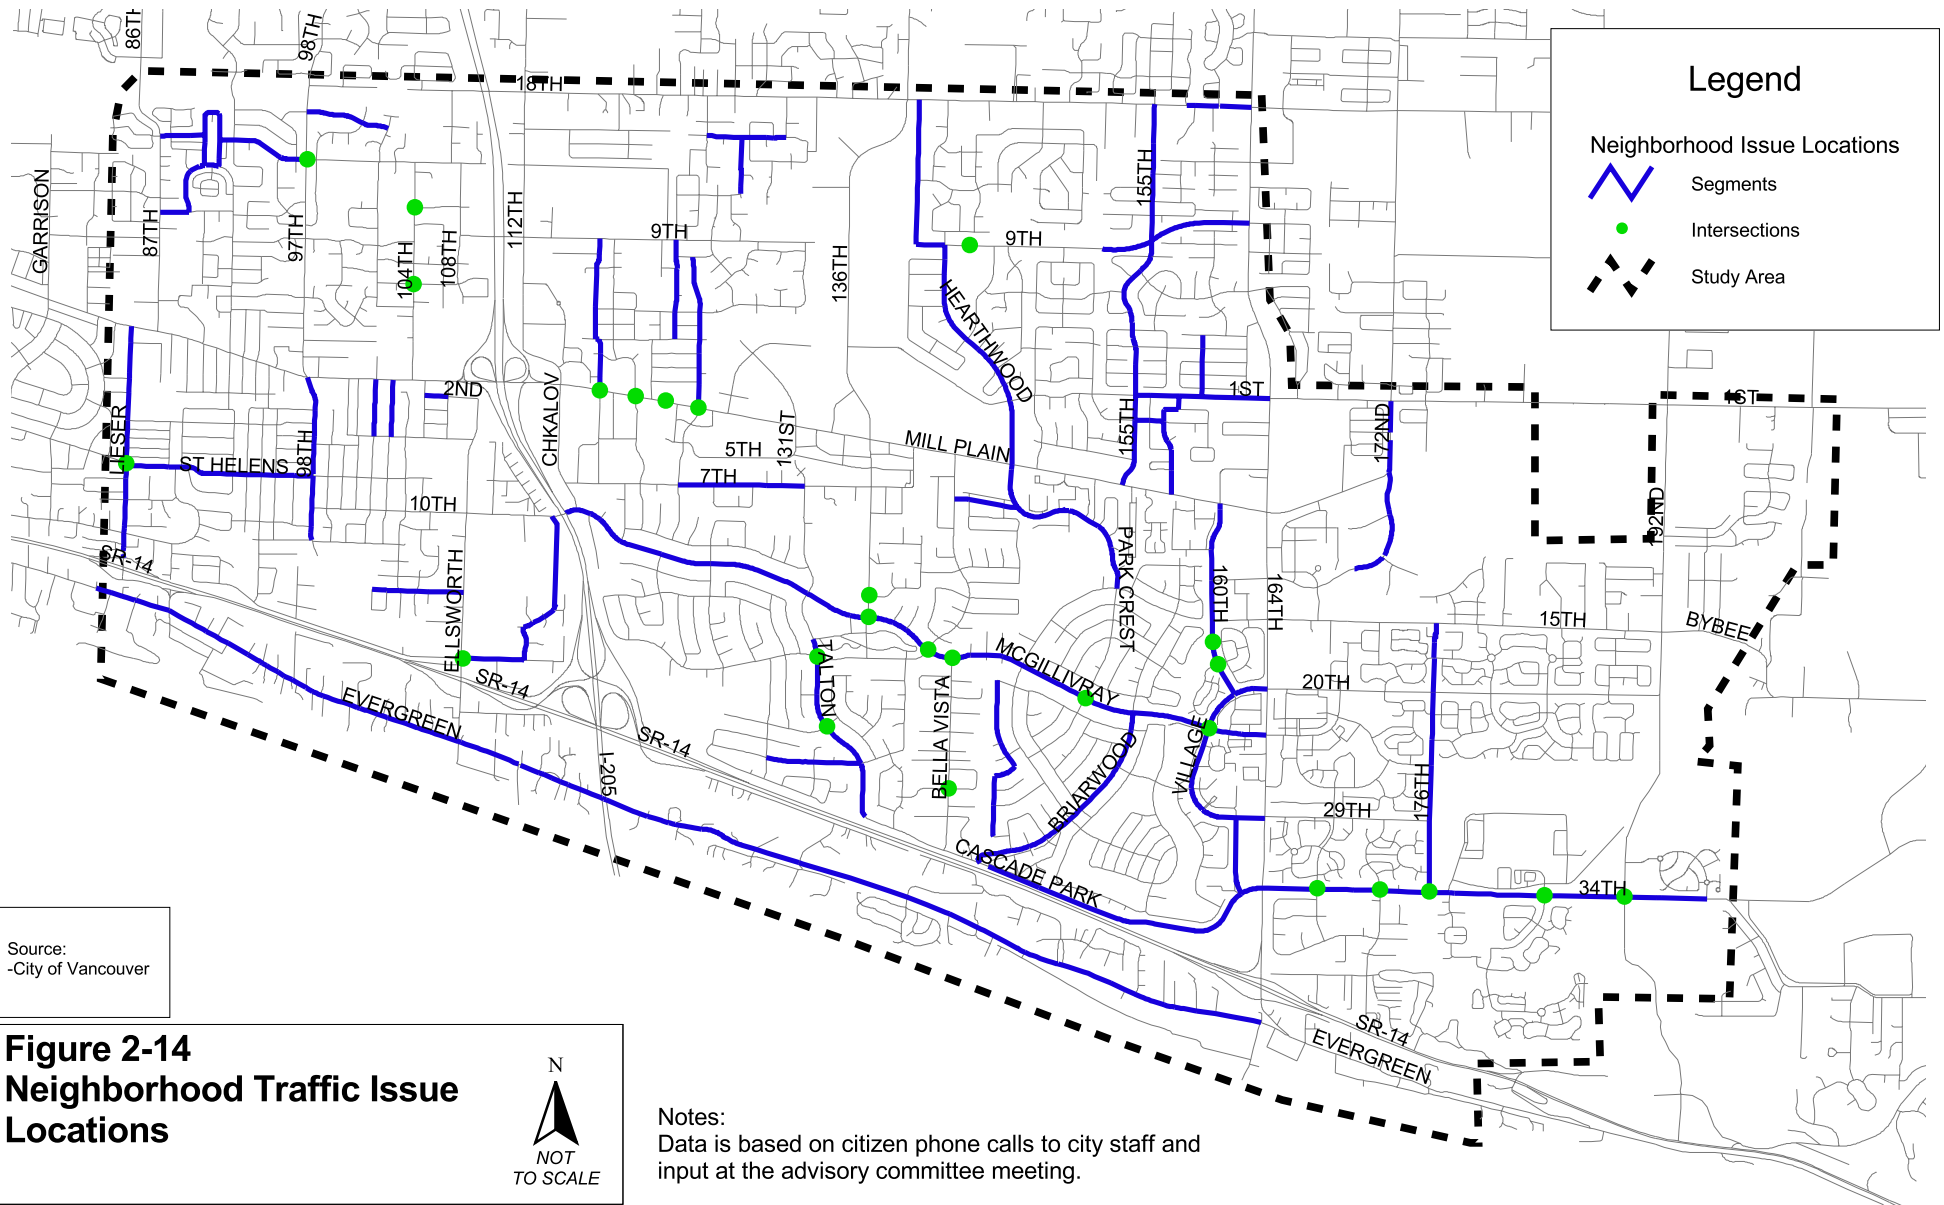 86TH
98TH
18TH
Legend
Neighborhood Issue Locations
Segments
Intersections
Study Area
GARRISON
87TH
97TH
104TH
108TH
112TH
9TH
136TH
9TH
155TH
HEARTHWOOD
2ND
CHKALOV
1ST
1ST
LIESER
ST HELENS
98TH
5TH
131ST
MILL PLAIN
155TH
172ND
7TH
10TH
192ND
SR-14
ELLSWORTH
PARK CREST
160TH
164TH
15TH
BYBEE
TALTON
MCGILLIVRAY
SR-14
20TH
EVERGREEN
SR-14
I-205
BELLA VISTA
BRIARWOOD
VILLAGE
176TH
29TH
CASCADE PARK
34TH
Source:
-City of Vancouver
SR-14
EVERGREEN
Figure 2-14
Neighborhood Traffic Issue
Locations
N
NOT
TO SCALE
Notes:
Data is based on citizen phone calls to city staff and
input at the advisory committee meeting.